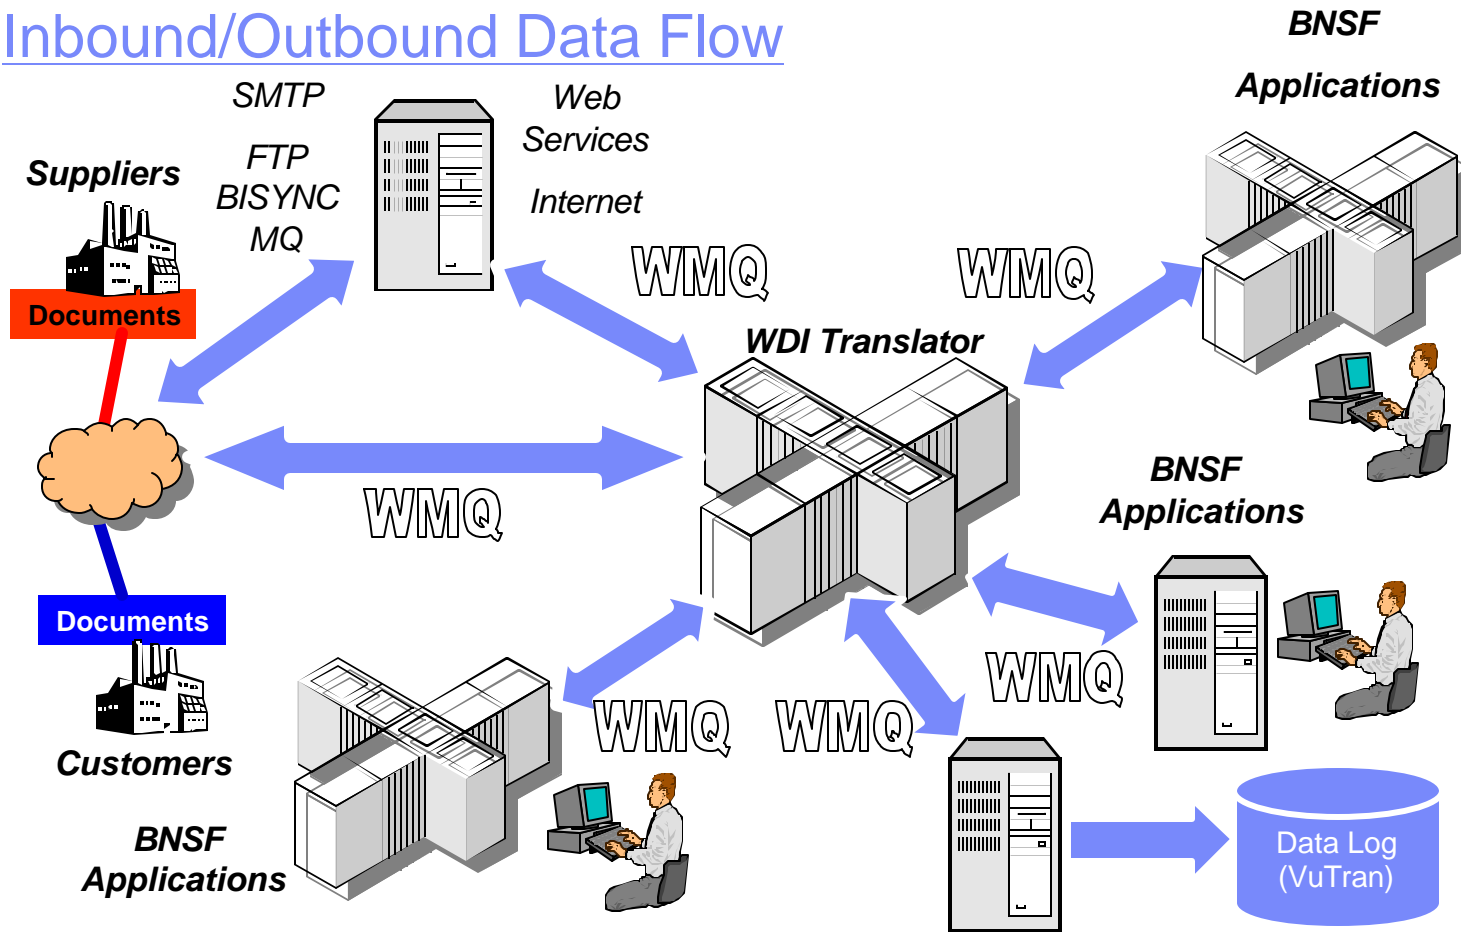 Inbound/Outbound Data Flow
BNSF
Applications
SMTP
FTP
BISYNC
MQ
Web
Services
Internet
Suppliers
Documents
WMQ
WMQ
WDI Translator
WMQ
BNSF
Applications
Documents
Customers
WMQ
WMQ
WMQ
BNSF
Applications
Data Log
(VuTran)